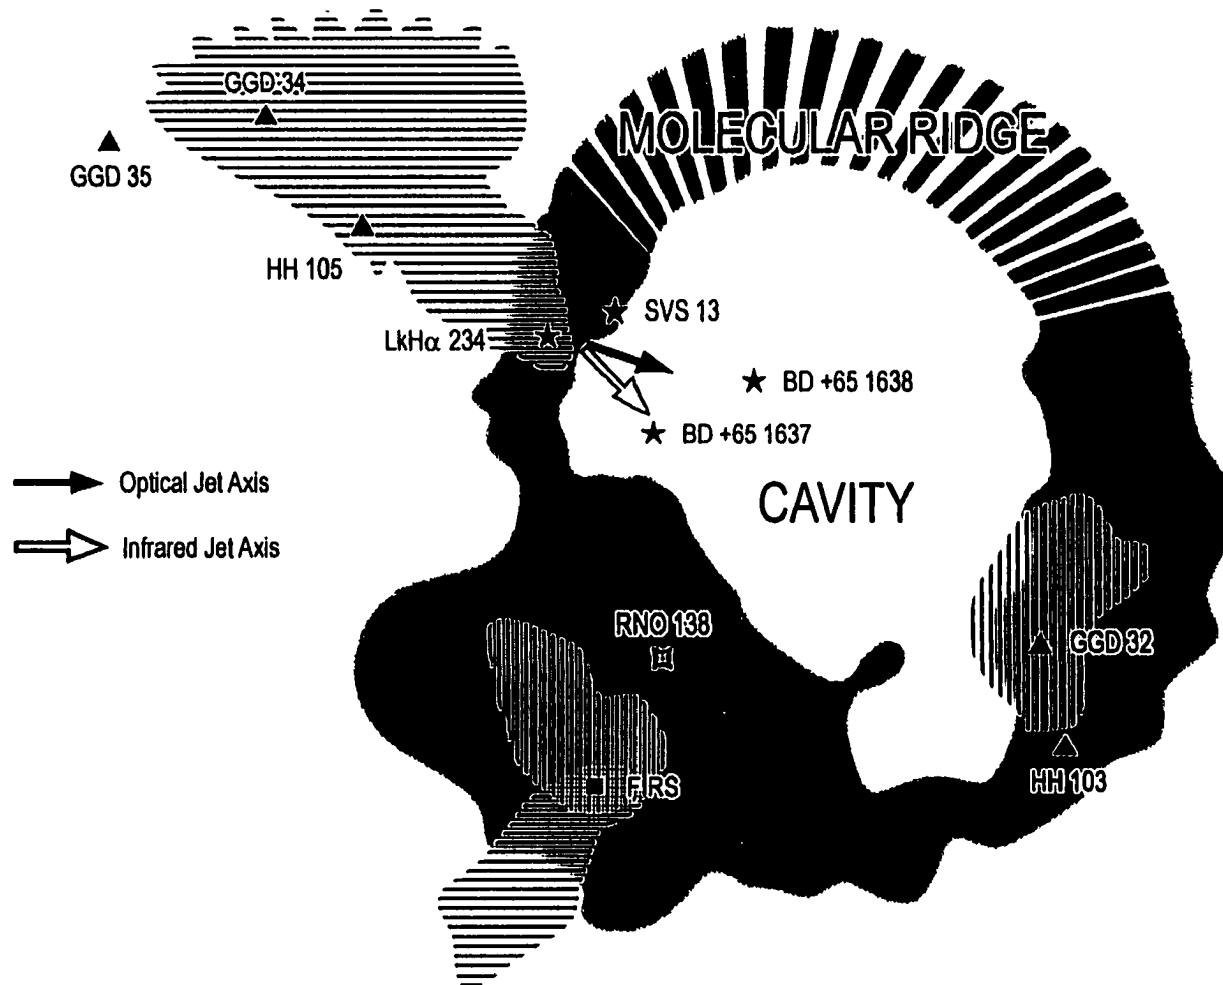 GGD 34
MOLECULAR RIDGE
GGD 35
HH 105
SVS 13
LkHα 234
BD +65 1638
BD +65 1637
Optical Jet Axis
CAVITY
Infrared Jet Axis
RNO 138
GGD 32
FIRS
HH 103